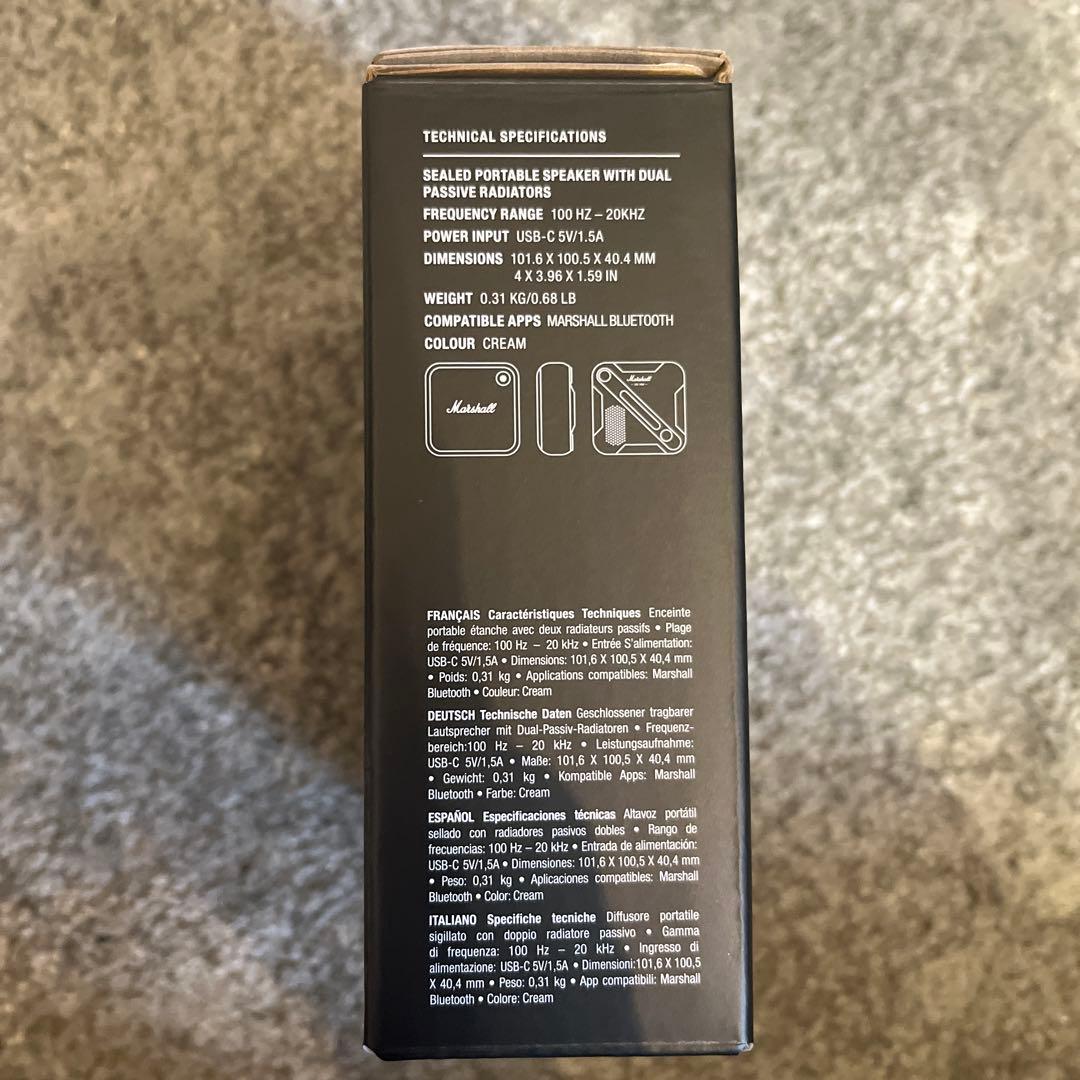 TECHNICAL SPECIFICATIONS
SEALED PORTABLE SPEAKER WITH DUAL
PASSIVE RADIATORS
FREQUENCY RANGE 100 HZ – 20KHZ
POWER INPUT USB-C 5V/1.5A
DIMENSIONS 101.6 X 100.5 X 40.4 MM
4 X 3.96 X 1.59 IN
WEIGHT 0.31 KG/0.68 LB
COMPATIBLE APPS MARSHALL BLUETOOTH
COLOUR CREAM
Marshall
Marshall
FRANÇAIS Caractéristiques Techniques Enceinte
portable étanche avec deux radiateurs passifs • Plage
de fréquence: 100 Hz – 20 kHz • Entrée S'alimentation:
USB-C 5V/1,5A • Dimensions: 101,6 X 100,5 X 40,4 mm
• Poids: 0,31 kg • Applications compatibles: Marshall
Bluetooth • Couleur: Cream
DEUTSCH Technische Daten Geschlossener tragbarer
Lautsprecher mit Dual-Passiv-Radiatoren • Frequenz-
bereich:100 Hz – 20 kHz • Leistungsaufnahme:
USB-C 5V/1,5A • Maße: 101,6 X 100,5 X 40,4 mm
• Gewicht: 0,31 kg • Kompatible Apps: Marshall
Bluetooth • Farbe: Cream
ESPAÑOL Especificaciones técnicas Altavoz portátil
sellado con radiadores pasivos dobles • Rango de
frecuencias: 100 Hz – 20 kHz • Entrada de alimentación:
USB-C 5V/1,5A • Dimensiones: 101,6 X 100,5 X 40,4 mm
• Peso: 0,31 kg • Aplicaciones compatibles: Marshall
Bluetooth • Color: Cream
ITALIANO Specifiche tecniche Diffusore portatile
sigillato con doppio radiatore passivo • Gamma
di frequenza: 100 Hz – 20 kHz • Ingresso di
alimentazione: USB-C 5V/1,5A • Dimensioni:101,6 X 100,5
X 40,4 mm • Peso: 0,31 kg • App compatibili: Marshall
Bluetooth • Colore: Cream